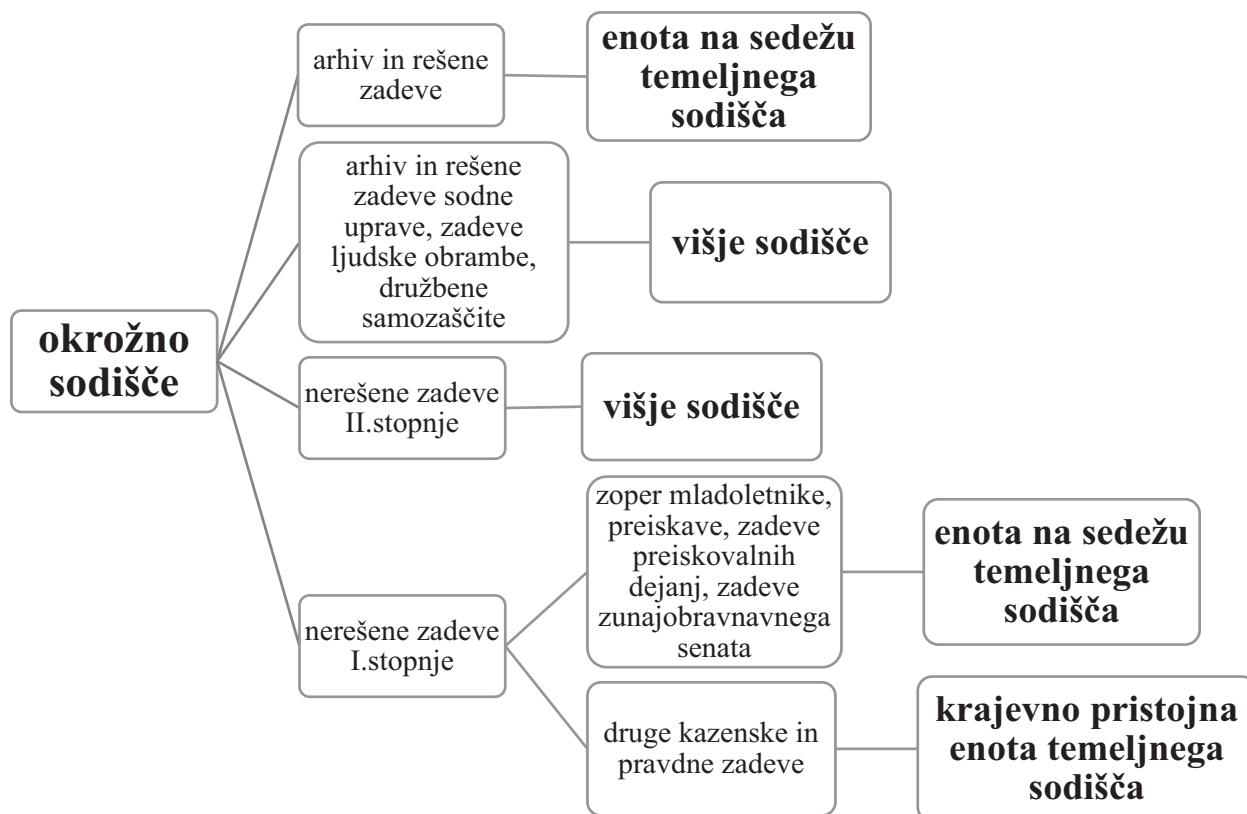 okrožno
sodišče
arhiv in rešene
zadeve
enota na sedežu
temeljnega
sodišča
arhiv in rešene
zadeve sodne
uprave, zadeve
ljudske obrambe,
družbene
samozaščite
višje sodišče
nerešene zadeve
II.stopnje
višje sodišče
nerešene zadeve
I.stopnje
zoper mladoletnike,
preiskave, zadeve
preiskovalnih
dejanj, zadeve
zunajobravnavnega
senata
enota na sedežu
temeljnega
sodišča
druge kazenske in
pravdne zadeve
krajevno pristojna
enota temeljnega
sodišča